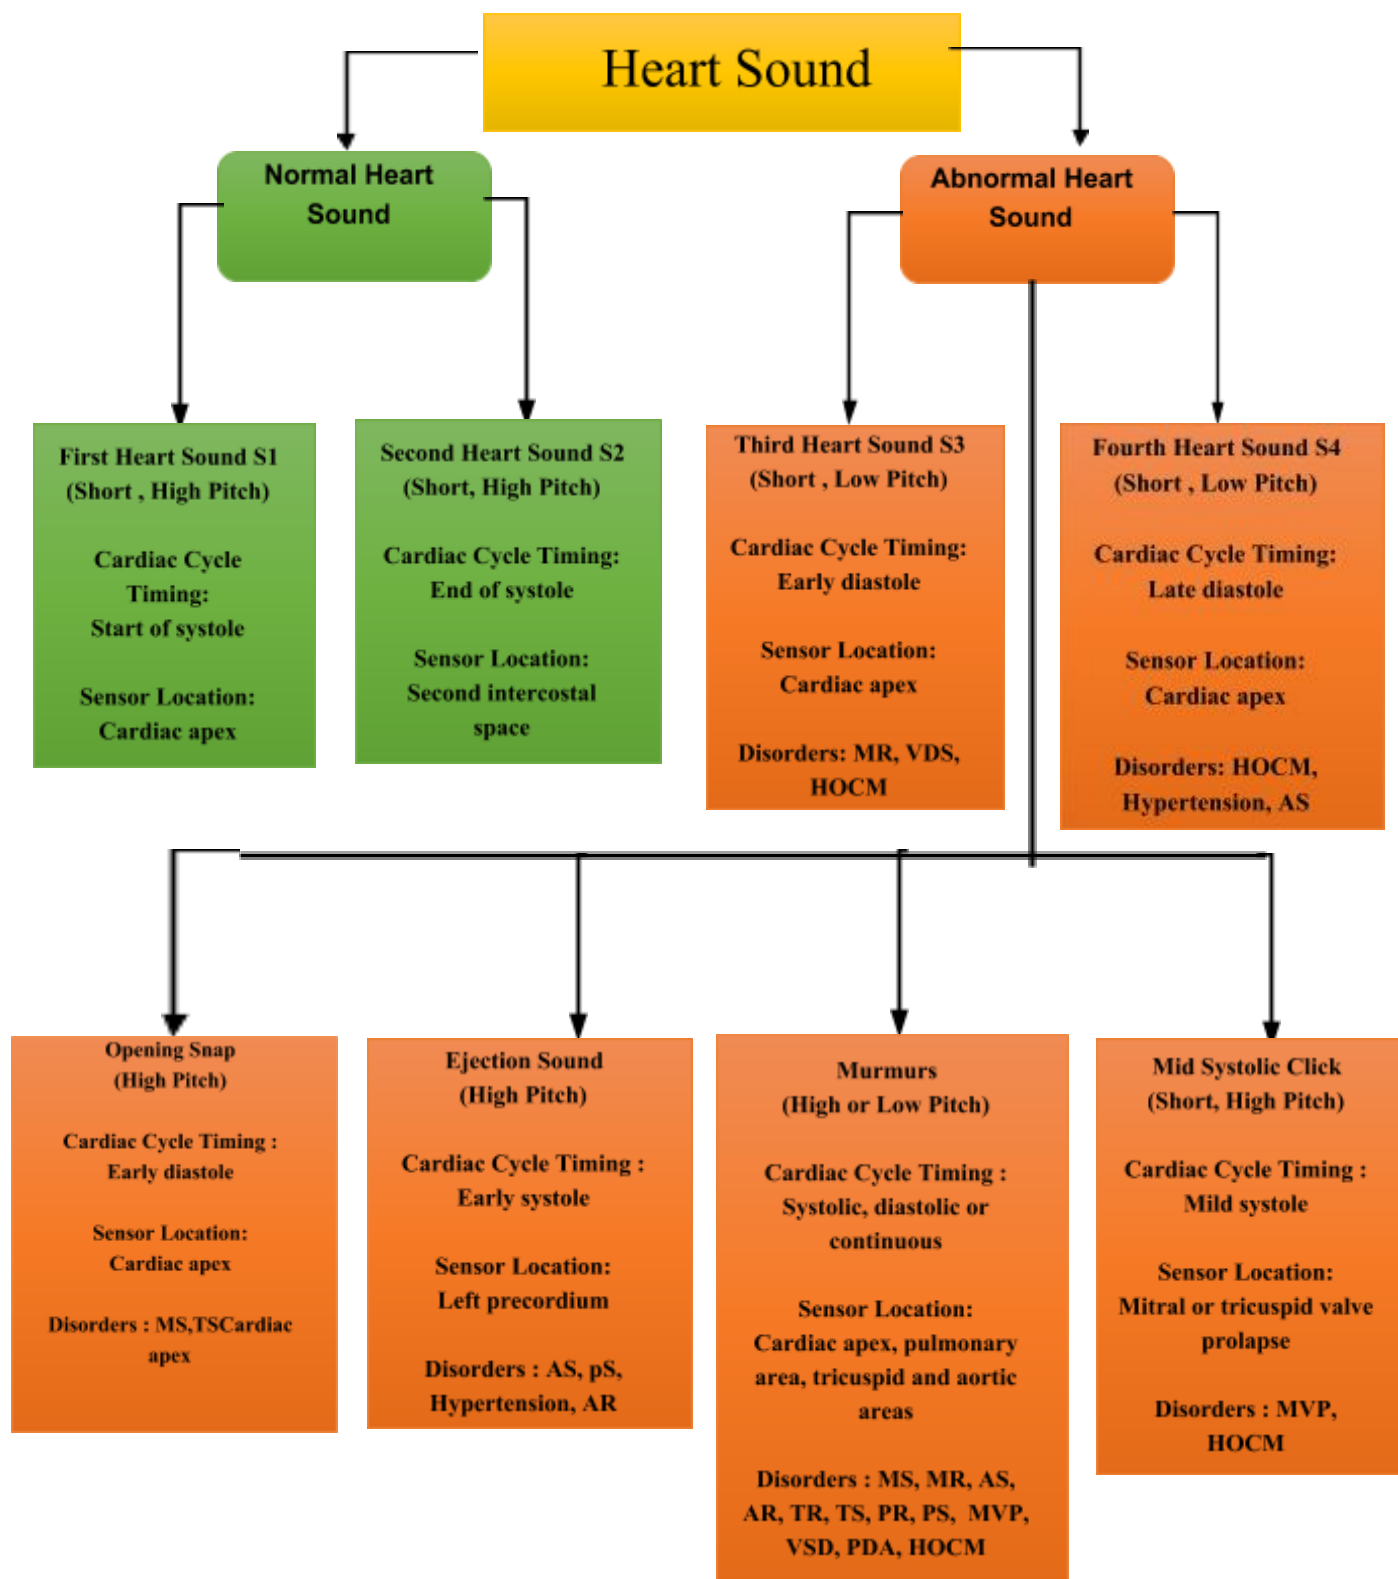 Heart Sound
Normal Heart
Sound
Abnormal Heart
Sound
First Heart Sound S1
(Short , High Pitch)
Cardiac Cycle
Timing:
Start of systole
Sensor Location:
Cardiac apex
Second Heart Sound S2
(Short, High Pitch)
Cardiac Cycle Timing:
End of systole
Sensor Location:
Second intercostal
space
Third Heart Sound S3
(Short , Low Pitch)
Cardiac Cycle Timing:
Early diastole
Sensor Location:
Cardiac apex
Disorders: MR, VDS,
HOCM
Fourth Heart Sound S4
(Short , Low Pitch)
Cardiac Cycle Timing:
Late diastole
Sensor Location:
Cardiac apex
Disorders: HOCM,
Hypertension, AS
Opening Snap
(High Pitch)
Cardiac Cycle Timing :
Early diastole
Sensor Location:
Cardiac apex
Disorders : MS,TSCardiac
apex
Ejection Sound
(High Pitch)
Cardiac Cycle Timing :
Early systole
Sensor Location:
Left precordium
Disorders : AS, pS,
Hypertension, AR
Murmurs
(High or Low Pitch)
Cardiac Cycle Timing :
Systolic, diastolic or
continuous
Sensor Location:
Cardiac apex, pulmonary
area, tricuspid and aortic
areas
Disorders : MS, MR, AS,
AR, TR, TS, PR, PS, MVP,
VSD, PDA, HOCM
Mid Systolic Click
(Short, High Pitch)
Cardiac Cycle Timing :
Mild systole
Sensor Location:
Mitral or tricuspid valve
prolapse
Disorders : MVP,
HOCM